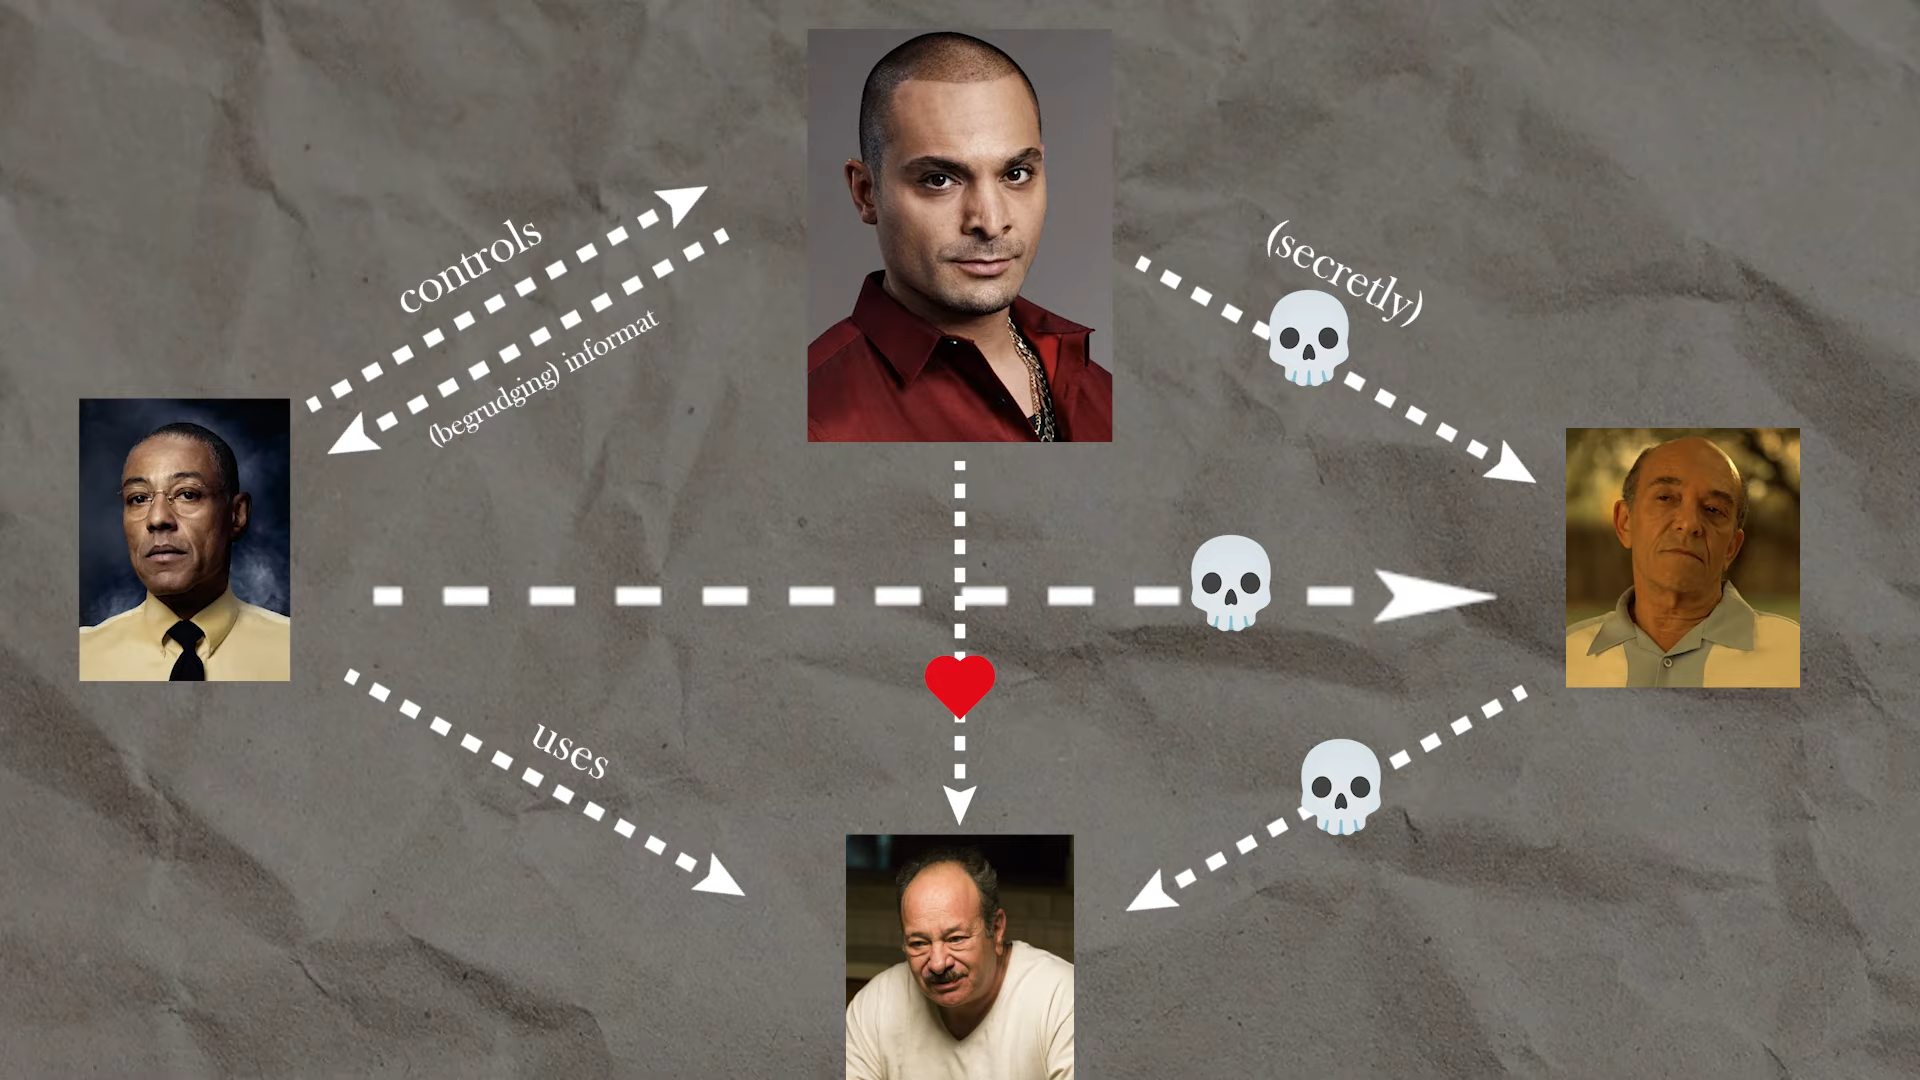 controls
(begrudging) informat
(secretly)
uses